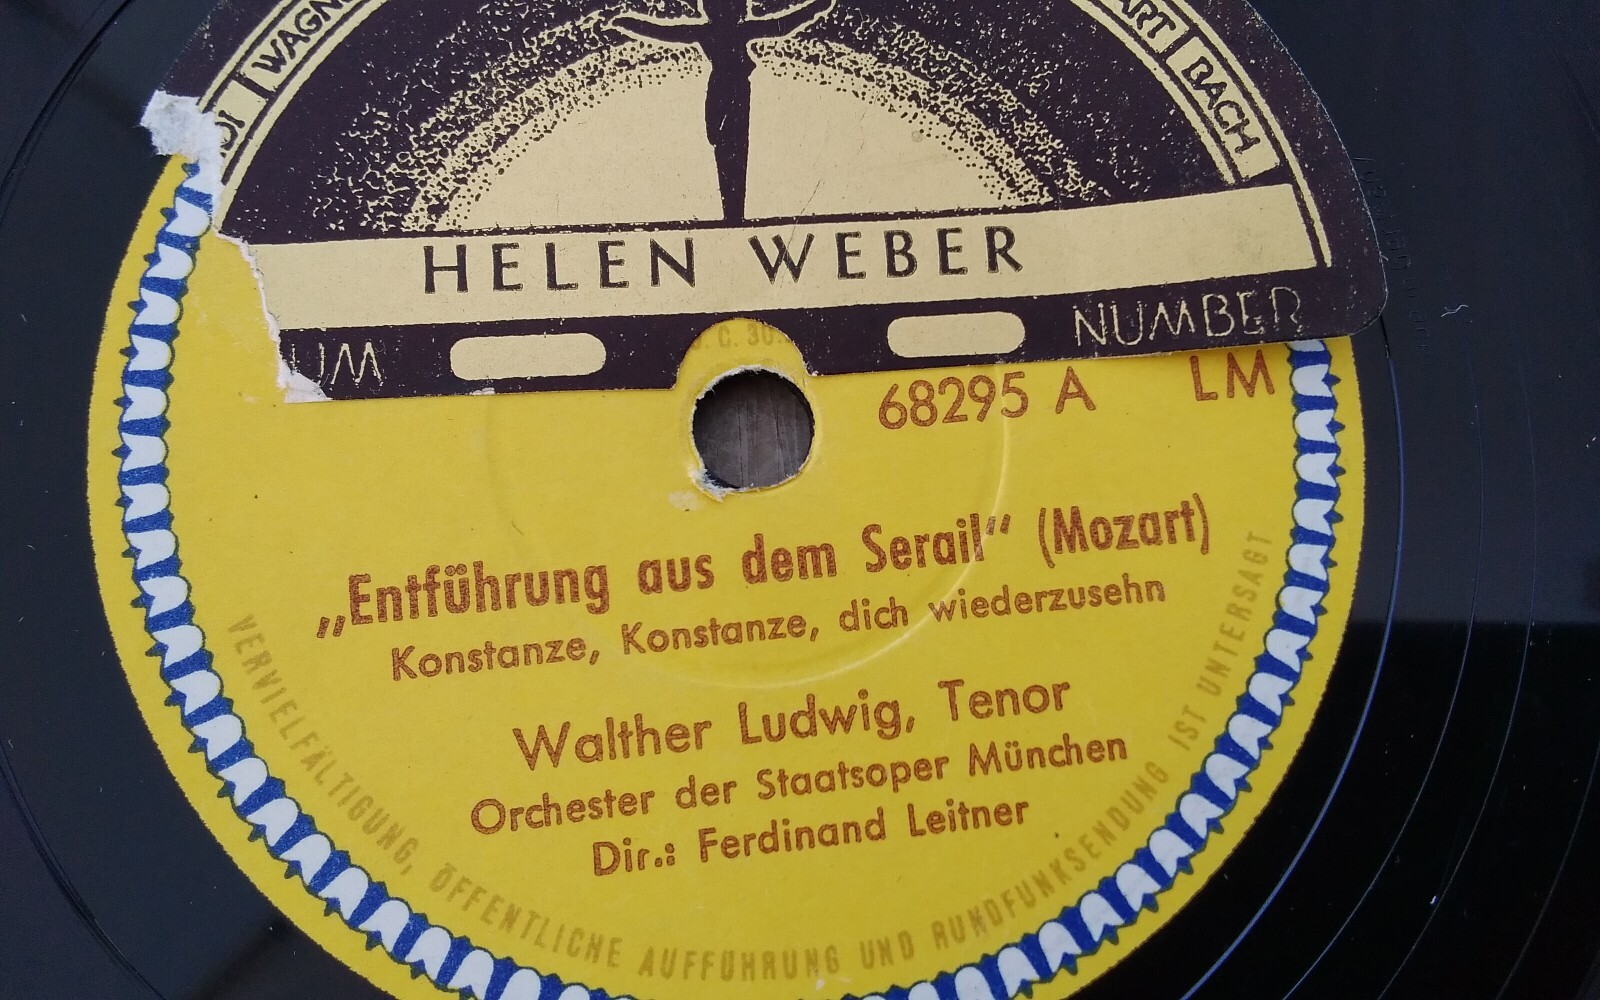 WAGN
ART
BACH
HELEN WEBER
UM
NUMBER
C. 30
68295 A LM
„Entführung aus dem Serail“ (Mozart)
Konstanze, Konstanze, dich wiederzusehn
Walther Ludwig, Tenor
Orchester der Staatsoper München
Dir.: Ferdinand Leitner
VERVIELFÄLTIGUNG, ÖFFENTLICHE AUFFÜHRUNG UND RUNDFUNKSENDUNG IST UNTERSAGT